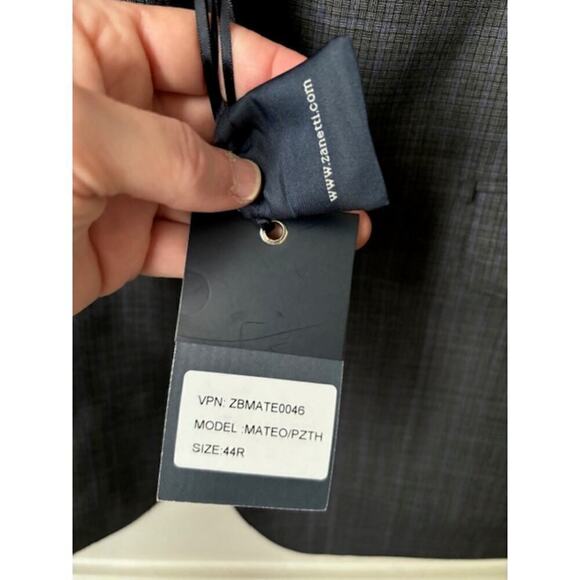 www.zanetti.com
VPN: ZBMATE0046
MODEL :MATEO/PZTH
SIZE:44R